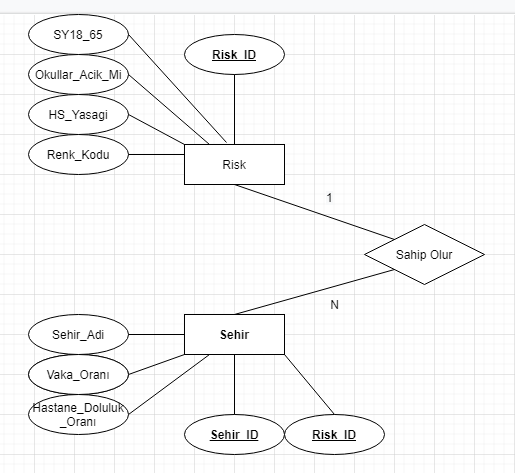 SY18_65
Risk_ID
Okullar_Acik_Mi
HS_Yasagi
Renk_Kodu
Risk
1
Sahip Olur
N
Sehir_Adi
Sehir
Vaka_Oranı
Hastane_Doluluk
_Oranı
Sehir_ID
Risk_ID